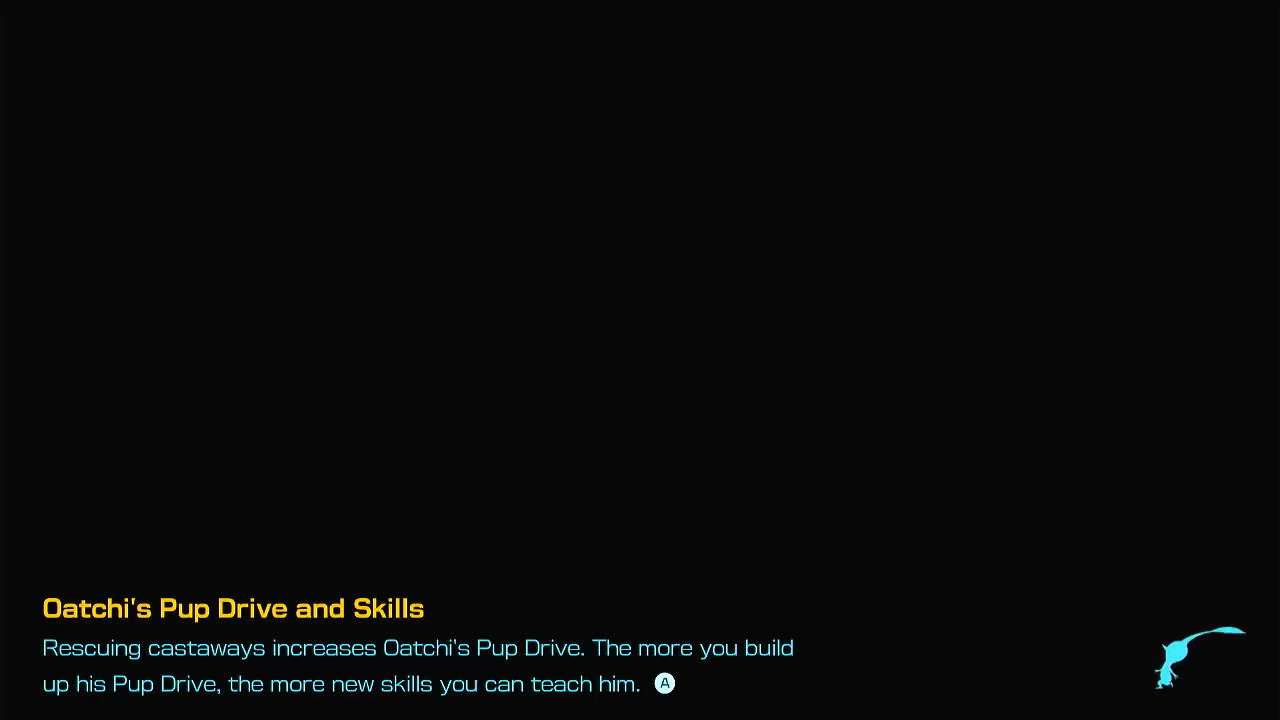 Oatchi's Pup Drive and Skills
Rescuing castaways increases Oatchi's Pup Drive. The more you build
up his Pup Drive, the more new skills you can teach him. A